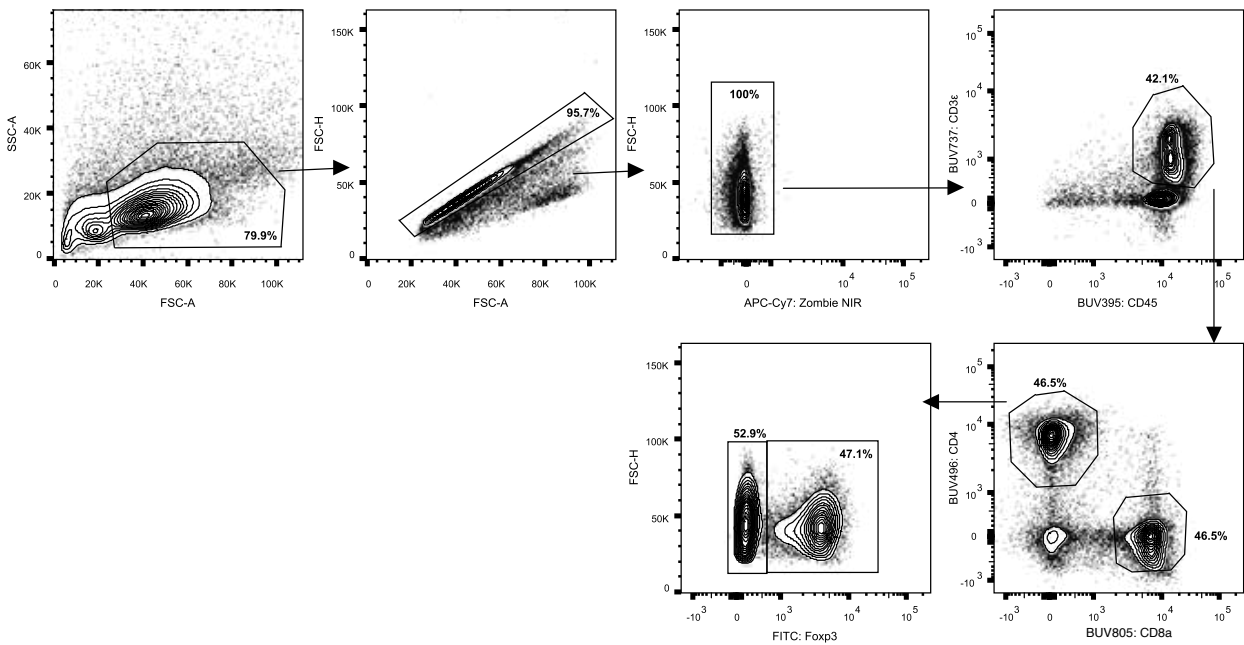 SSC-A
60K
40K
20K
10K
0
79.9%
0
20K
40K
60K
80K
100K
FSC-A
FSC-H
150K
100K
50K
0
95.7%
0
20K
40K
60K
80K
100K
FSC-A
FSC-H
150K
100K
50K
0
100%
0
10 4
10 5
APC-Cy7: Zombie NIR
BUV737: CD3ε
10 5
10 4
10 3
0
-10 3
42.1%
-10 3
0
10 3
10 4
10 5
BUV395: CD45
FSC-H
150K
100K
50K
0
52.9%
47.1%
-10 3
0
10 3
10 4
10 5
FITC: Foxp3
BUV496: CD4
10 5
10 4
10 3
0
-10 3
46.5%
46.5%
-10 3
0
10 3
10 4
10 5
BUV805: CD8a